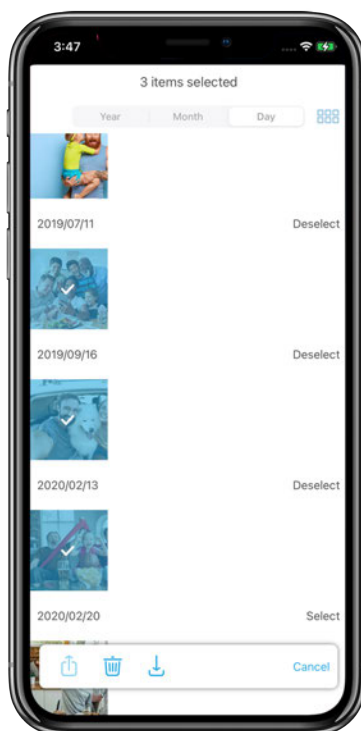 3:47
3 items selected
Year Month Day
2019/07/11 Deselect
2019/09/16 Deselect
2020/02/13 Deselect
2020/02/20 Select
Cancel